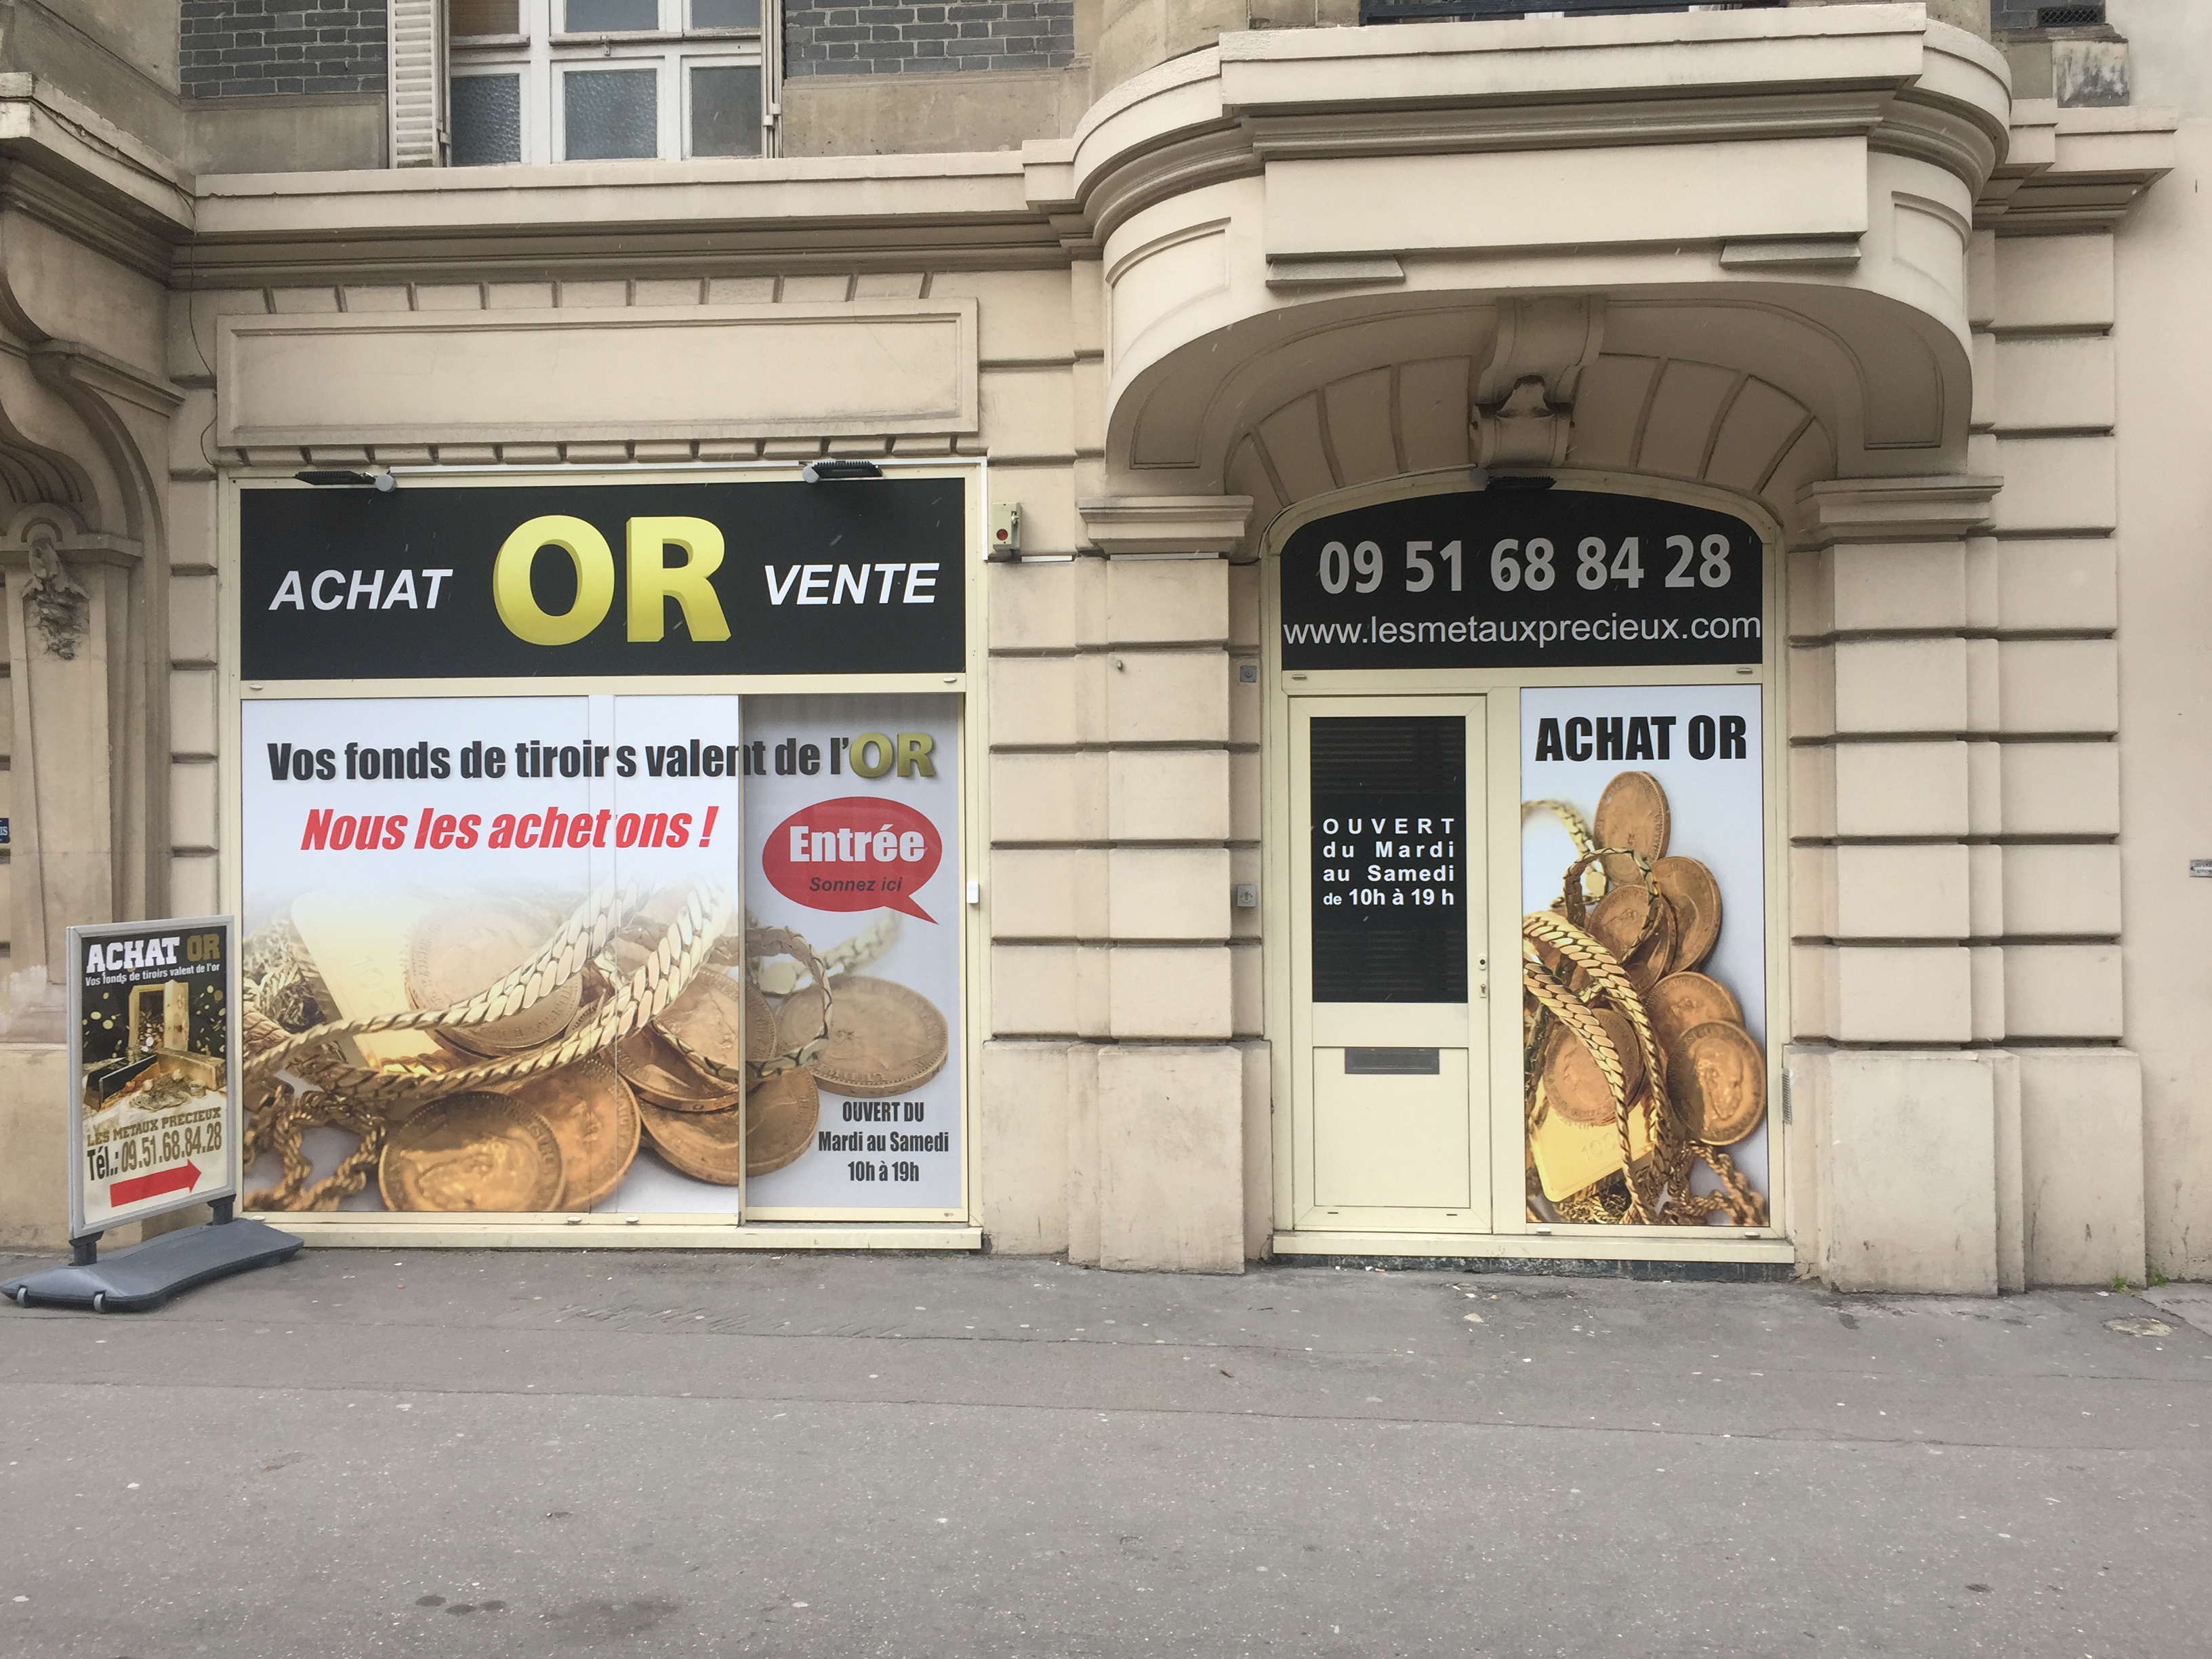 ACHAT OR VENTE
Vos fonds de tiroirs valent de l'OR
Nous les achetons !
Entrée
Sonnez ici
OUVERT DU
Mardi au Samedi
10h à 19h
ACHAT OR
Vos fonds de tiroirs valent de l'or
LES METAUX PRECIEUX
Tél.: 09.51.68.84.28
09 51 68 84 28
www.lesmetauxprecieux.com
OUVERT
du Mardi
au Samedi
de 10h à 19 h
ACHAT OR